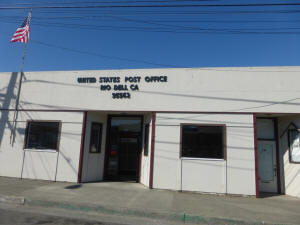 UNITED STATES POST OFFICE
RIO DELL CA
95562